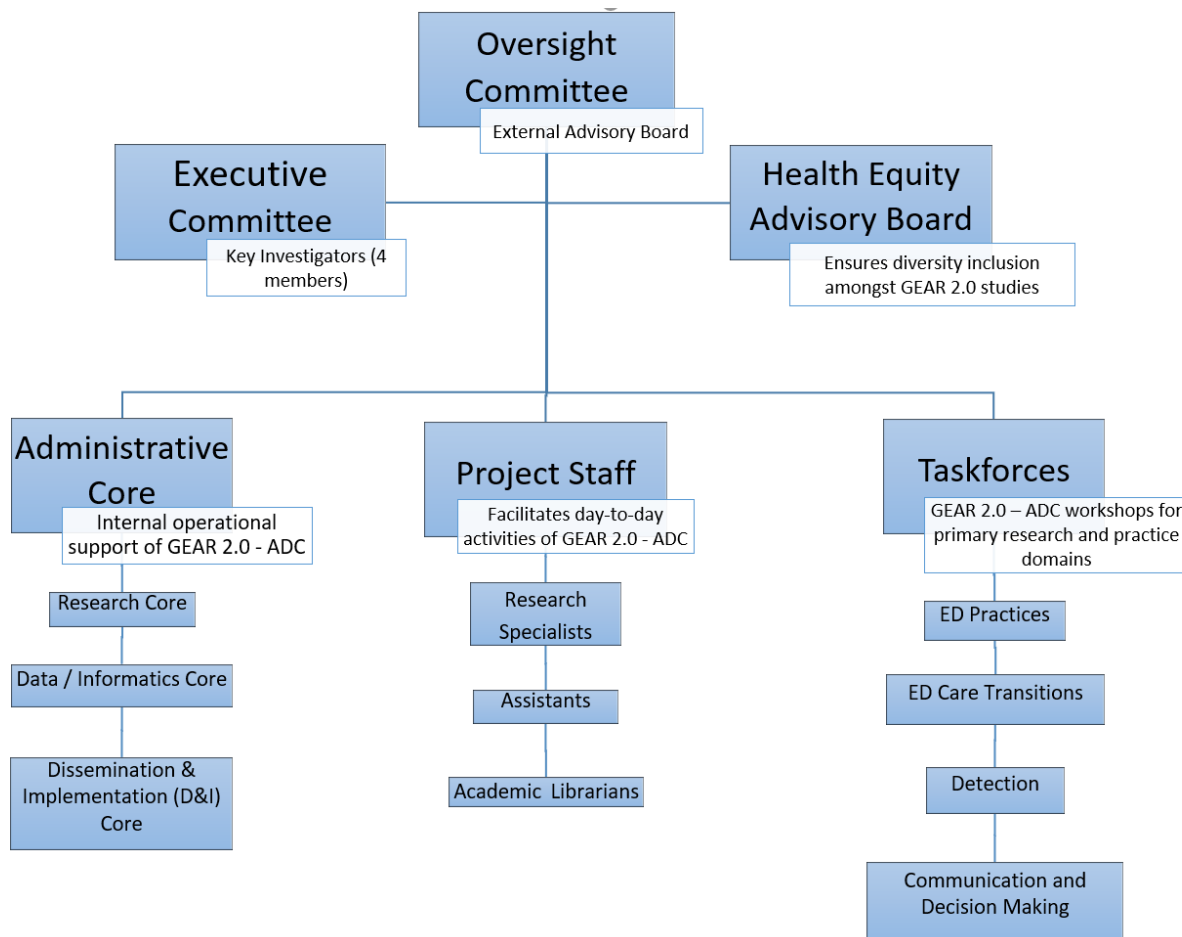 Oversight
Committee
External Advisory Board
Executive
Committee
Key Investigators (4
members)
Health Equity
Advisory Board
Ensures diversity inclusion
amongst GEAR 2.0 studies
Administrative
Core
Internal operational
support of GEAR 2.0 - ADC
Research Core
Data / Informatics Core
Dissemination &
Implementation (D&I)
Core
Project Staff
Facilitates day-to-day
activities of GEAR 2.0 - ADC
Research
Specialists
Assistants
Academic Librarians
Taskforces
GEAR 2.0 – ADC workshops for
primary research and practice
domains
ED Practices
ED Care Transitions
Detection
Communication and
Decision Making